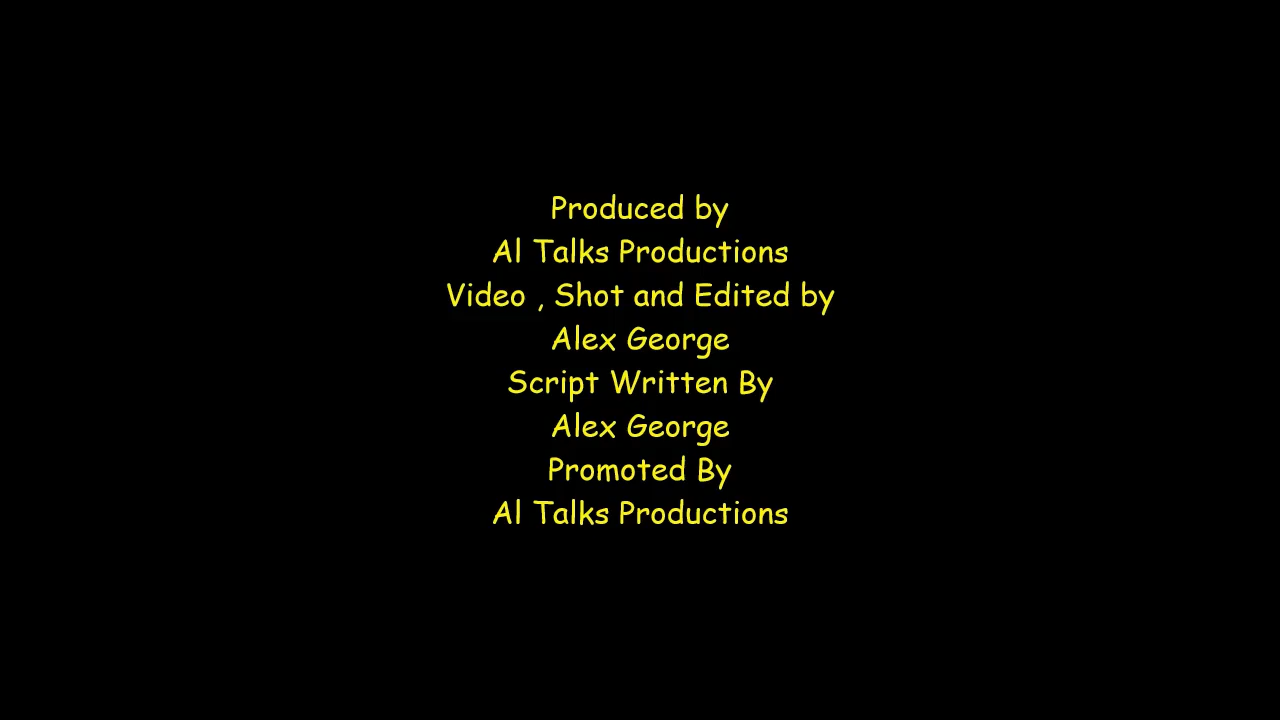 Produced by
Al Talks Productions
Video , Shot and Edited by
Alex George
Script Written By
Alex George
Promoted By
Al Talks Productions